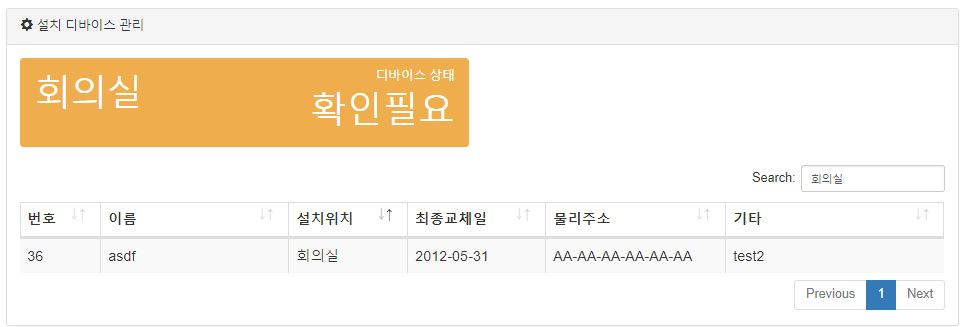 설치 디바이스 관리
디바이스 상태
회의실 확인필요
Search: 회의실
번호 이름 설치위치 최종교체일 물리주소 기타
36 asdf 회의실 2012-05-31 AA-AA-AA-AA-AA-AA test2
Previous 1 Next